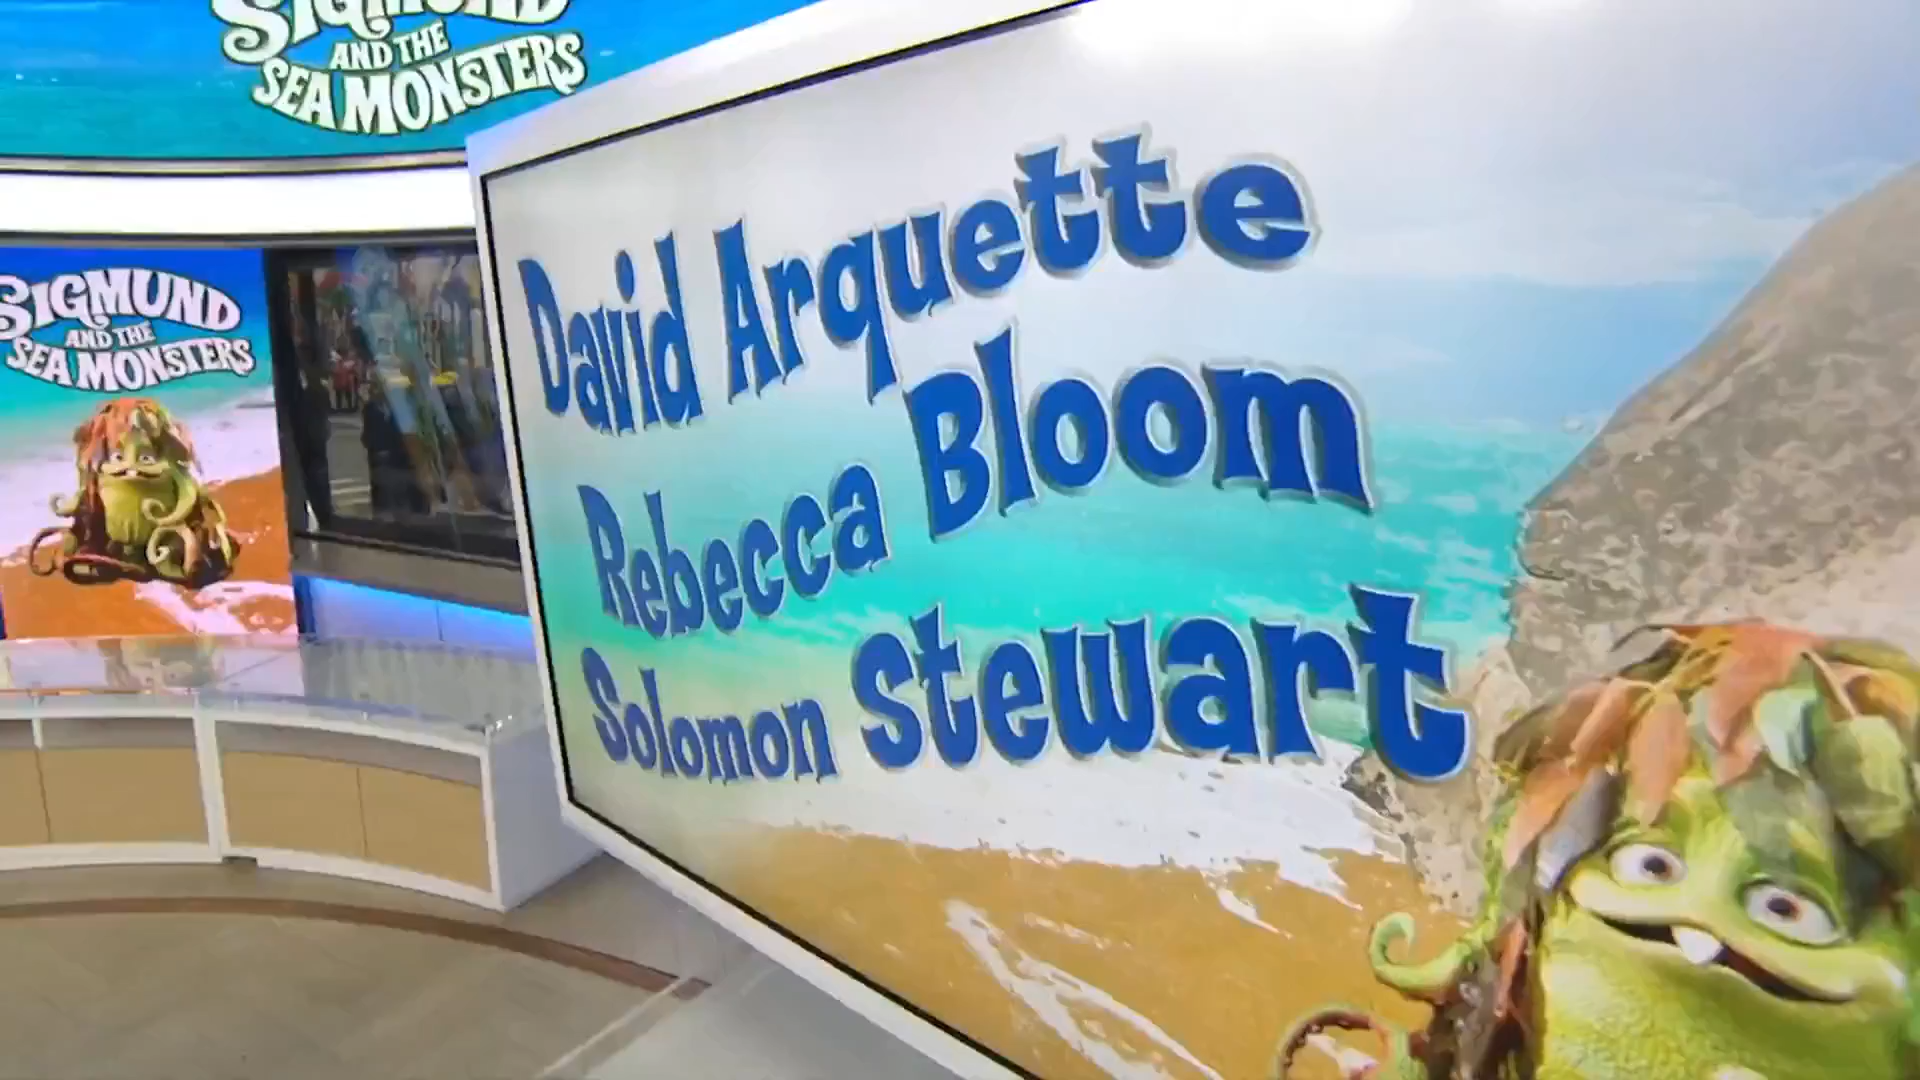 SIGMUND
AND THE
SEA MONSTERS
SIGMUND
AND THE
SEA MONSTERS
David Arquette
Rebecca Bloom
Solomon Stewart